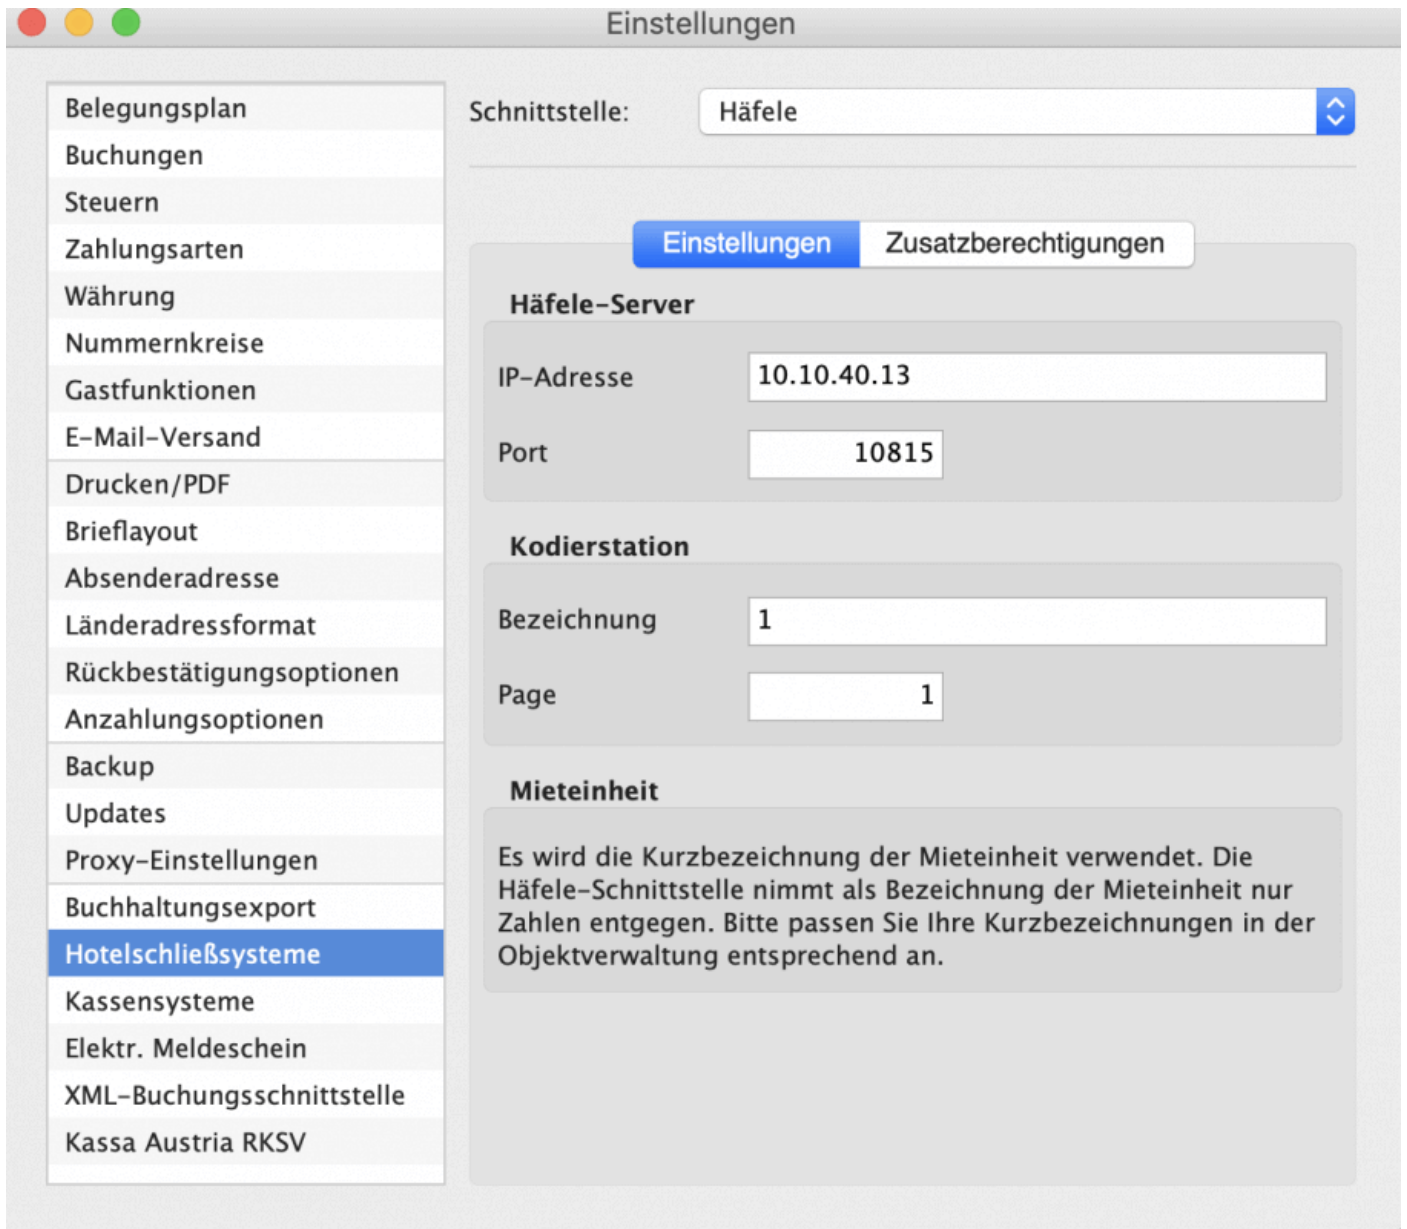 Einstellungen
Belegungsplan
Buchungen
Steuern
Zahlungsarten
Währung
Nummernkreise
Gastfunktionen
E-Mail-Versand
Drucken/PDF
Brieflayout
Absenderadresse
Länderadressformat
Rückbestätigungsoptionen
Anzahlungsoptionen
Backup
Updates
Proxy-Einstellungen
Buchhaltungsexport
Hotelschließsysteme
Kassensysteme
Elektr. Meldeschein
XML-Buchungsschnittstelle
Kassa Austria RKSV
Schnittstelle: Häfele
Einstellungen Zusatzberechtigungen
Häfele-Server
IP-Adresse 10.10.40.13
Port 10815
Kodierstation
Bezeichnung 1
Page 1
Mieteinheit
Es wird die Kurzbezeichnung der Mieteinheit verwendet. Die
Häfele-Schnittstelle nimmt als Bezeichnung der Mieteinheit nur
Zahlen entgegen. Bitte passen Sie Ihre Kurzbezeichnungen in der
Objektverwaltung entsprechend an.